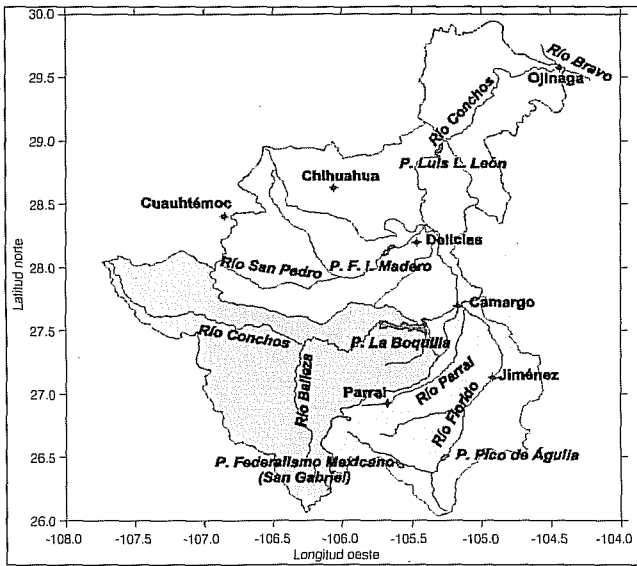 30.0
29.5
29.0
28.5
28.0
27.5
27.0
26.5
26.0
Latitud norte
Río Bravo
Ojinaga
Río Conchos
P. Luis L. León
Chihuahua
Cuauhtémoc
Delicias
P. F. I. Madero
Río San Pedro
Camargo
Río Conchos
P. La Boquilla
Río Balleza
Parral
Río Parral
Jiménez
Río Florido
P. Federalismo Mexicano
(San Gabriel)
P. Pico de Águila
-108.0 -107.0 -106.5 -106.0 -105.5 -105.0 -104.5 -104.0
Longitud oeste